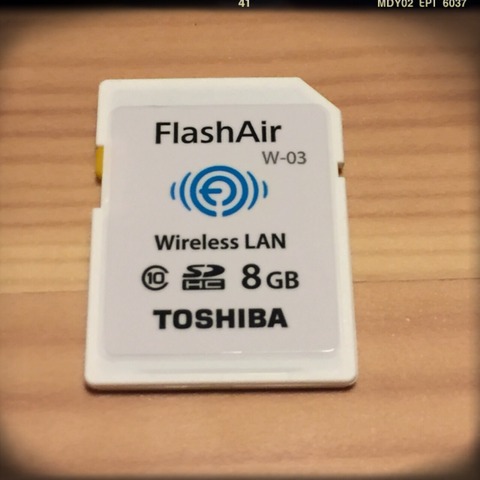 41 MDY02 EPT 6037
FlashAir
W-03
Wireless LAN
10 SD HC 8GB
TOSHIBA